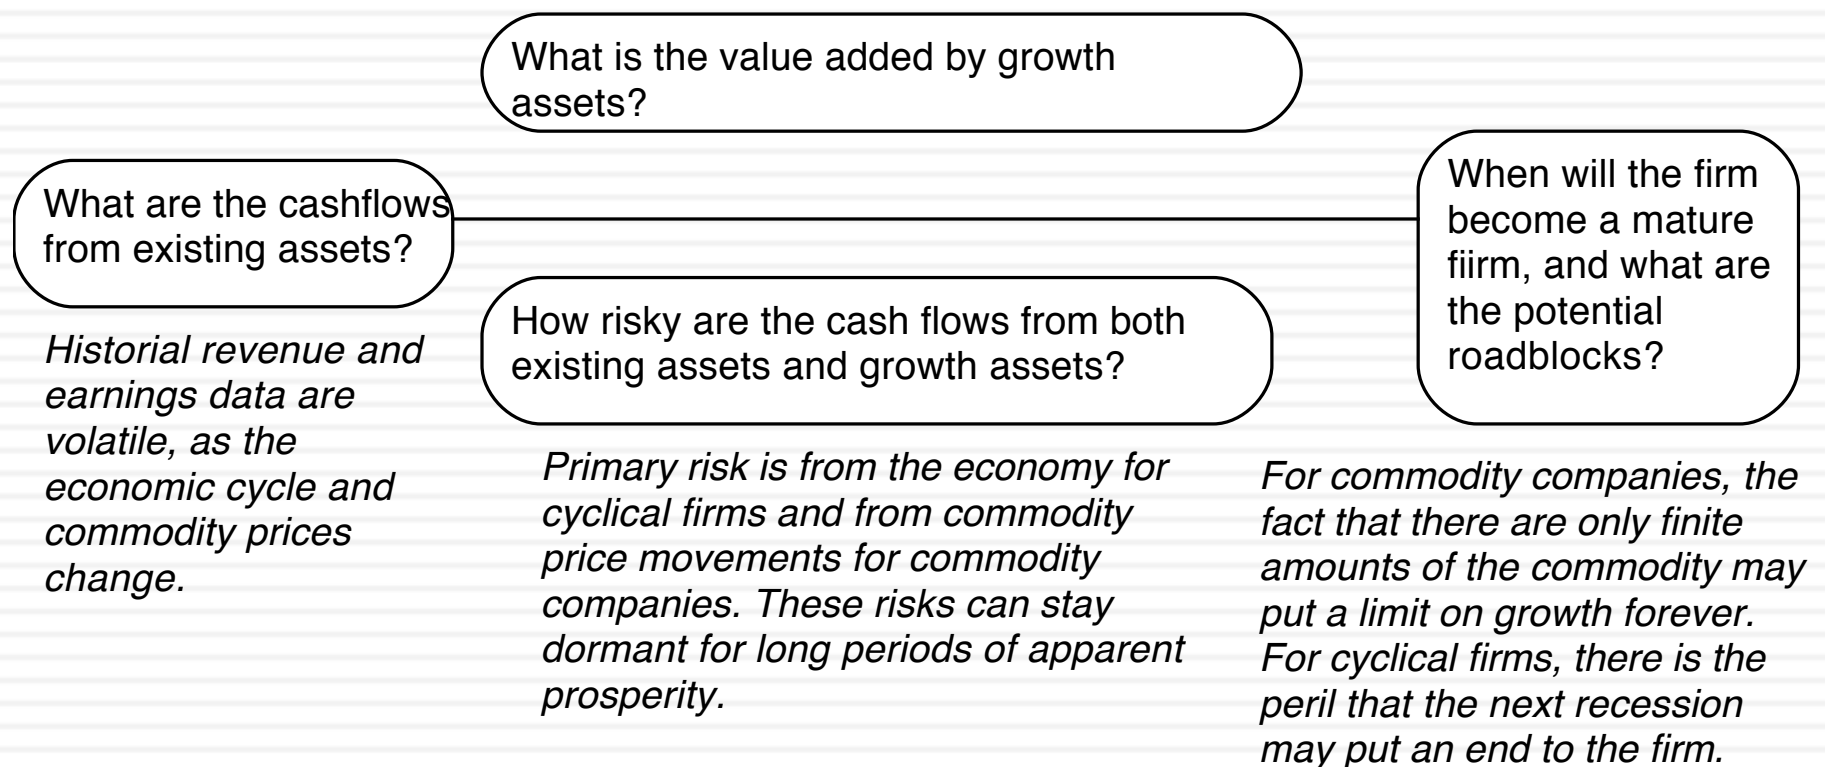 What is the value added by growth
assets?
What are the cashflows
from existing assets?
Historial revenue and
earnings data are
volatile, as the
economic cycle and
commodity prices
change.
How risky are the cash flows from both
existing assets and growth assets?
Primary risk is from the economy for
cyclical firms and from commodity
price movements for commodity
companies. These risks can stay
dormant for long periods of apparent
prosperity.
When will the firm
become a mature
fiirm, and what are
the potential
roadblocks?
For commodity companies, the
fact that there are only finite
amounts of the commodity may
put a limit on growth forever.
For cyclical firms, there is the
peril that the next recession
may put an end to the firm.